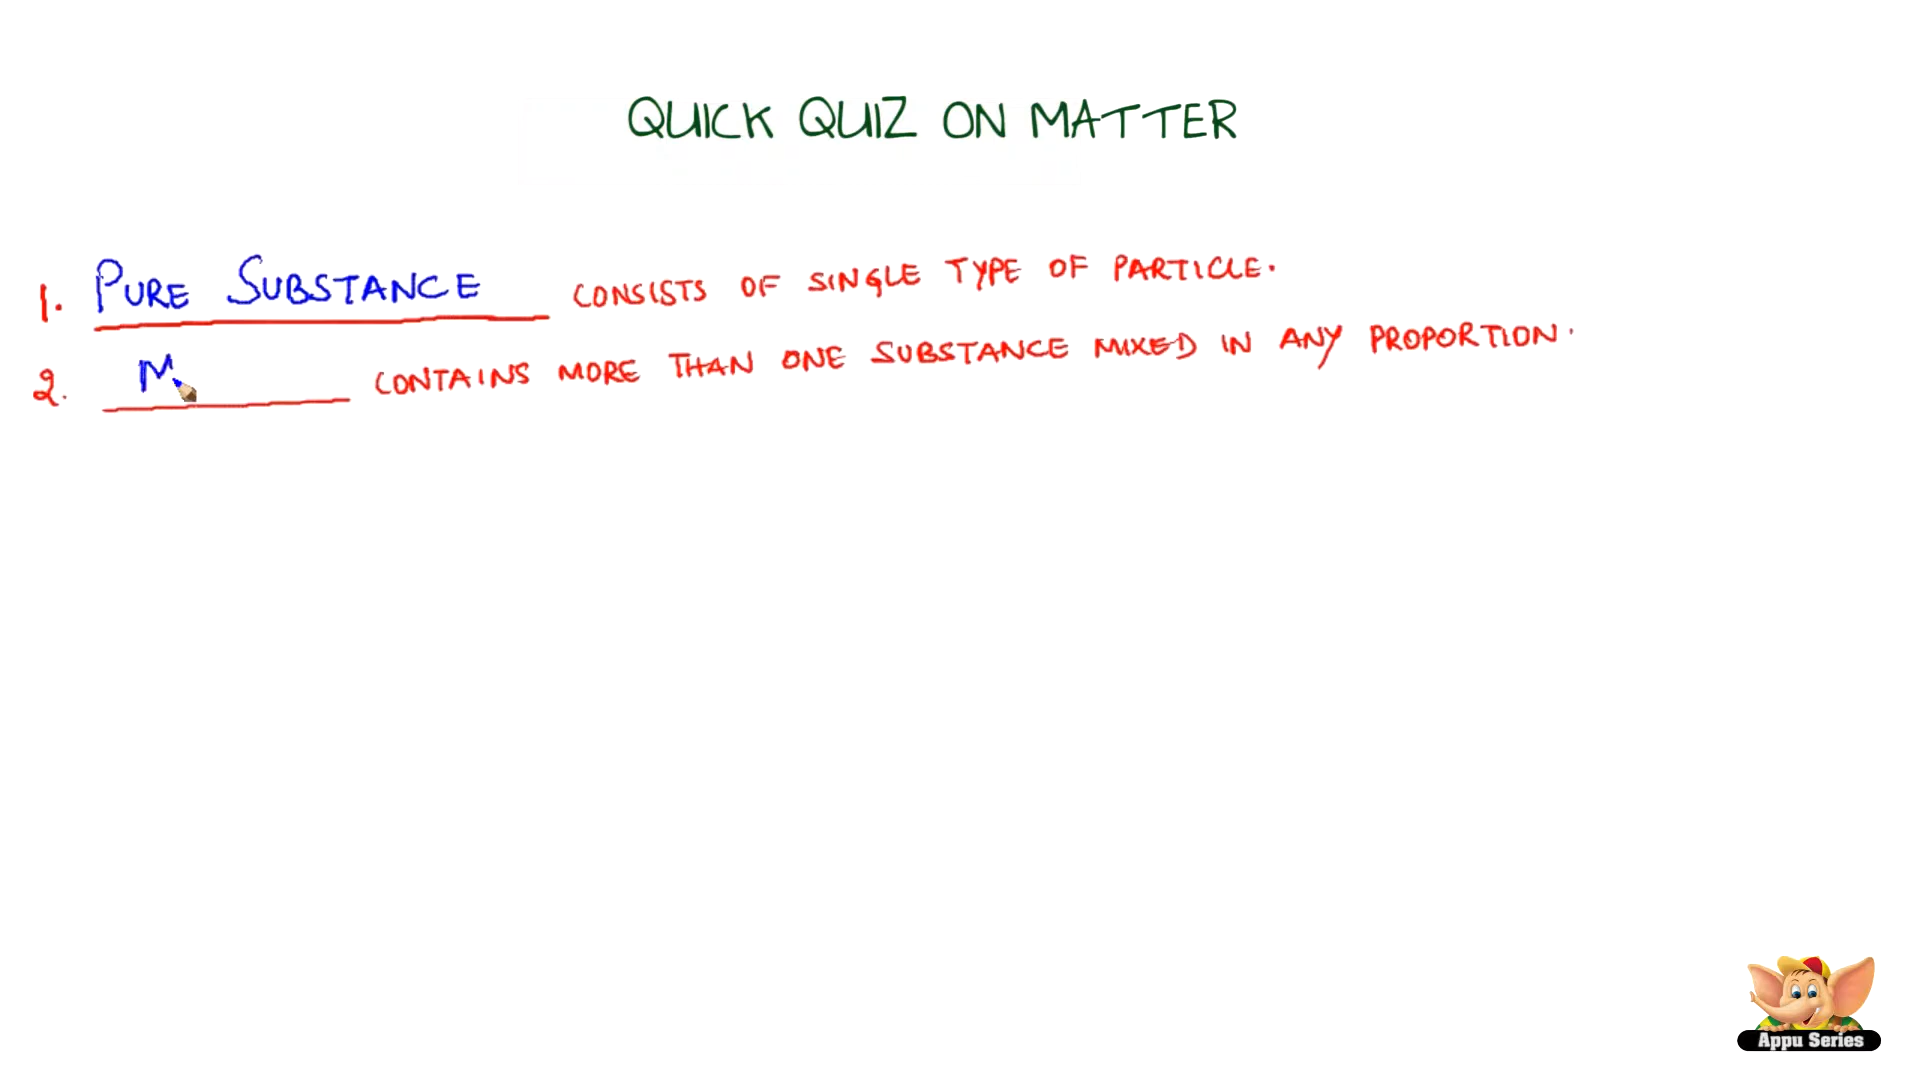 QUICK QUIZ ON MATTER
1. PURE SUBSTANCE CONSISTS OF SINGLE TYPE OF PARTICLE.
2. M CONTAINS MORE THAN ONE SUBSTANCE MIXED IN ANY PROPORTION.
Appu Series